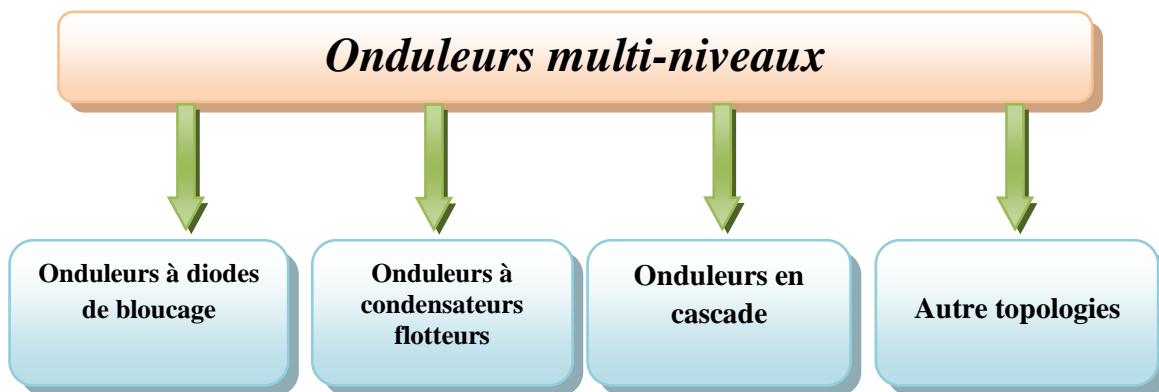 Onduleurs multi-niveaux
Onduleurs à diodes
de bloucage
Onduleurs à
condensateurs
flotteurs
Onduleurs en
cascade
Autre topologies